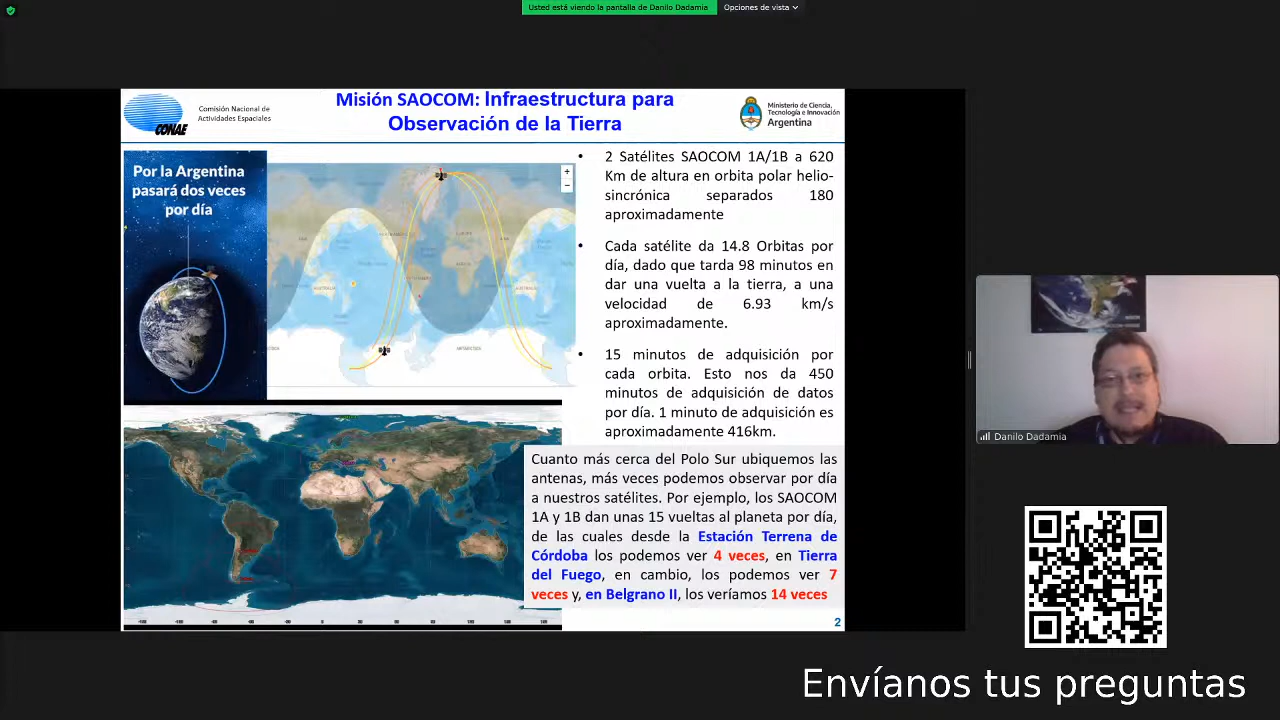 Usted está viendo la pantalla de Danilo Dadamia
Opciones de vista
CONAE
Comisión Nacional de
Actividades Espaciales
Misión SAOCOM: Infraestructura para
Observación de la Tierra
Ministerio de Ciencia,
Tecnología e Innovación
Argentina
Por la Argentina
pasará dos veces
por día
+
−
• 2 Satélites SAOCOM 1A/1B a 620
Km de altura en orbita polar helio-
sincrónica separados 180
aproximadamente
• Cada satélite da 14.8 Orbitas por
día, dado que tarda 98 minutos en
dar una vuelta a la tierra, a una
velocidad de 6.93 km/s
aproximadamente.
• 15 minutos de adquisición por
cada orbita. Esto nos da 450
minutos de adquisición de datos
por día. 1 minuto de adquisición es
aproximadamente 416km.
Cuanto más cerca del Polo Sur ubiquemos las
antenas, más veces podemos observar por día
a nuestros satélites. Por ejemplo, los SAOCOM
1A y 1B dan unas 15 vueltas al planeta por día,
de las cuales desde la Estación Terrena de
Córdoba los podemos ver 4 veces, en Tierra
del Fuego, en cambio, los podemos ver 7
veces y, en Belgrano II, los veríamos 14 veces
2
Danilo Dadamia
Envíanos tus preguntas